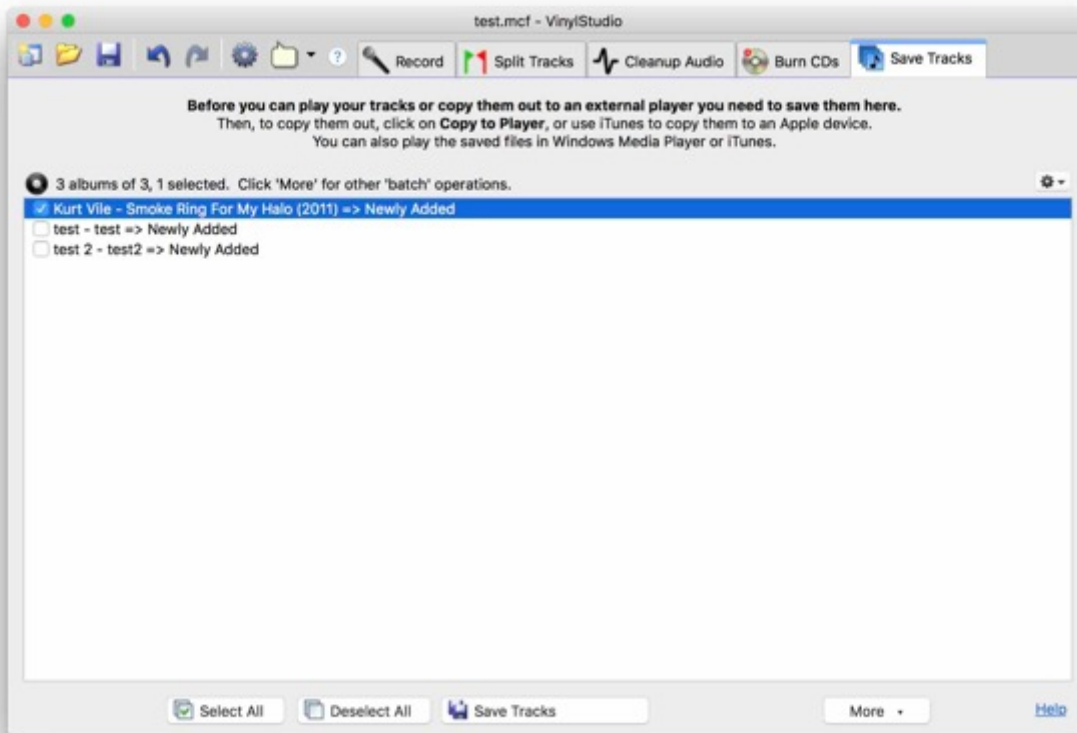 test.mcf - VinylStudio
Record Split Tracks Cleanup Audio Burn CDs Save Tracks
Before you can play your tracks or copy them out to an external player you need to save them here.
Then, to copy them out, click on Copy to Player, or use iTunes to copy them to an Apple device.
You can also play the saved files in Windows Media Player or iTunes.
3 albums of 3, 1 selected. Click 'More' for other 'batch' operations.
Kurt Vile - Smoke Ring For My Halo (2011) => Newly Added
test - test => Newly Added
test 2 - test2 => Newly Added
Select All Deselect All Save Tracks More Help